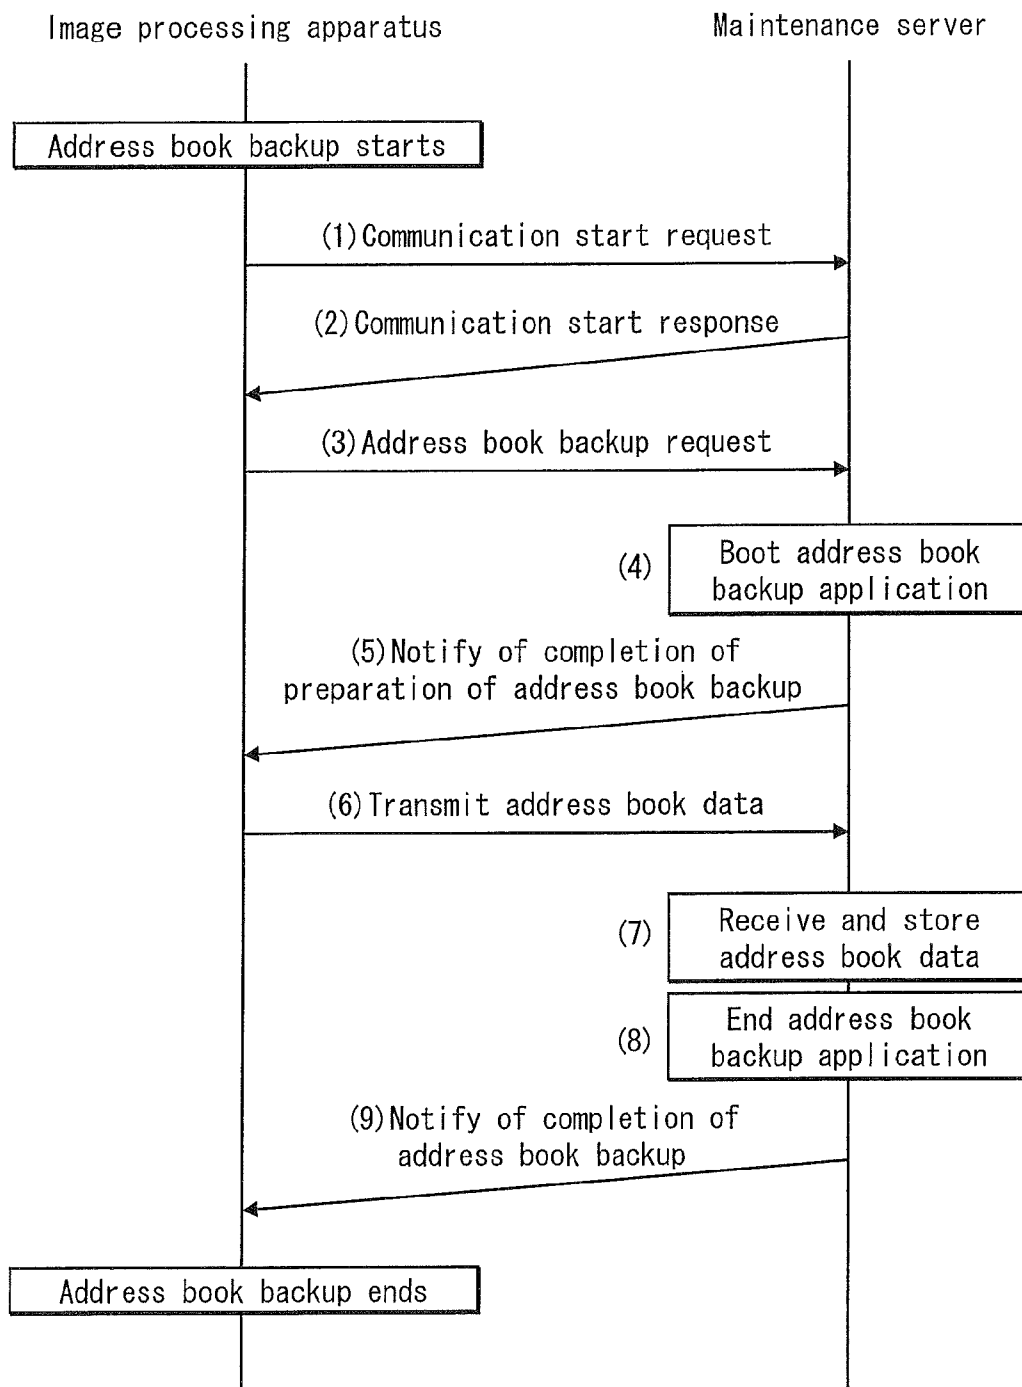 Image processing apparatus
Maintenance server
Address book backup starts
(1)Communication start request
(2)Communication start response
(3)Address book backup request
(4)
Boot address book
backup application
(5)Notify of completion of
preparation of address book backup
(6)Transmit address book data
(7)
Receive and store
address book data
(8)
End address book
backup application
(9)Notify of completion of
address book backup
Address book backup ends